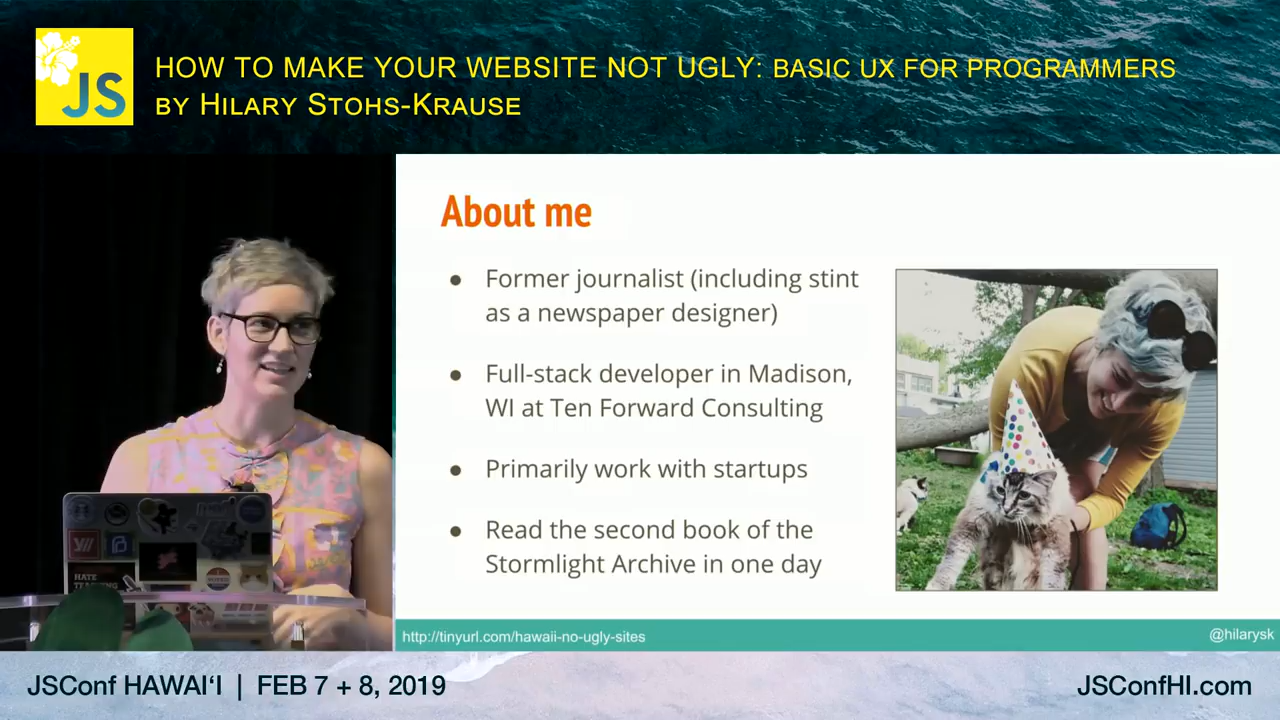 JS
HOW TO MAKE YOUR WEBSITE NOT UGLY: BASIC UX FOR PROGRAMMERS
BY HILARY STOHS-KRAUSE
About me
● Former journalist (including stint
as a newspaper designer)
● Full-stack developer in Madison,
WI at Ten Forward Consulting
● Primarily work with startups
● Read the second book of the
Stormlight Archive in one day
HATE
http://tinyurl.com/hawaii-no-ugly-sites
@hilarysk
JSConf HAWAI‘I | FEB 7 + 8, 2019
JSConfHI.com